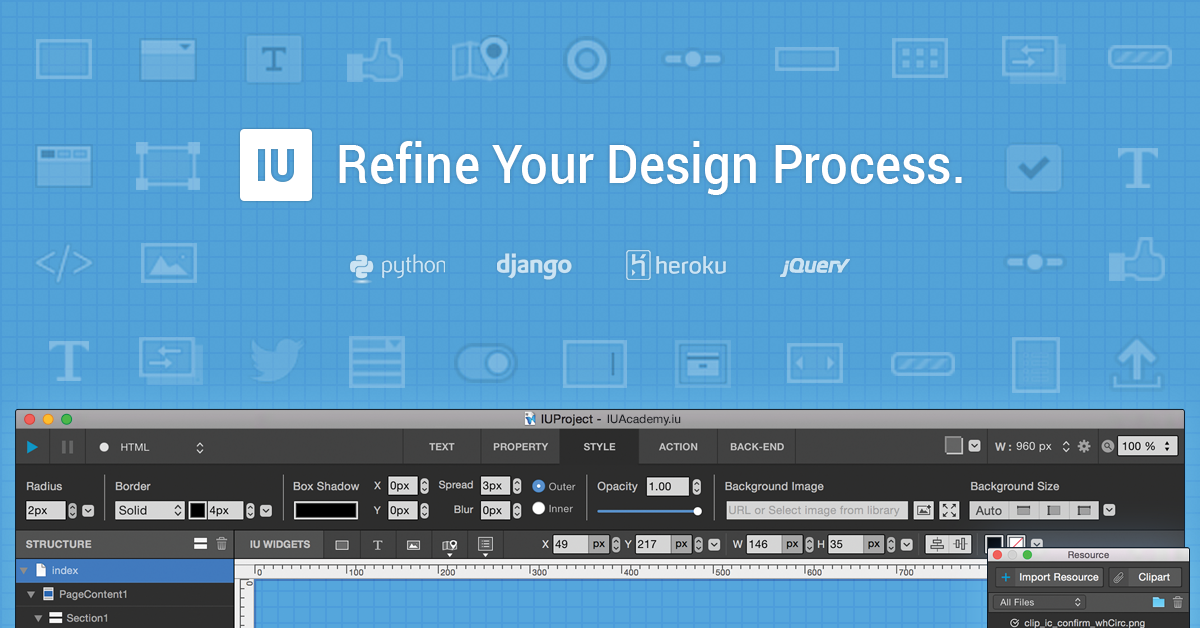 T
IU Refine Your Design Process.
T
</>
python django heroku jQuery
T
IUProject - IUAcademy.iu
HTML TEXT PROPERTY STYLE ACTION BACK-END W : 960 px 100 %
Radius Border Box Shadow X 0px Spread 3px Outer Opacity 1.00 Background Image Background Size
2px Solid 4px Y 0px Blur 0px Inner URL or Select image from library Auto
STRUCTURE IU WIDGETS T X 49 px Y 217 px W 146 px H 35 px
Resource
index 0 100 200 300 400 500 600 700
Import Resource Clipart
0
PageContent1
All Files
Section1
clip_ic_confirm_whCirc.png